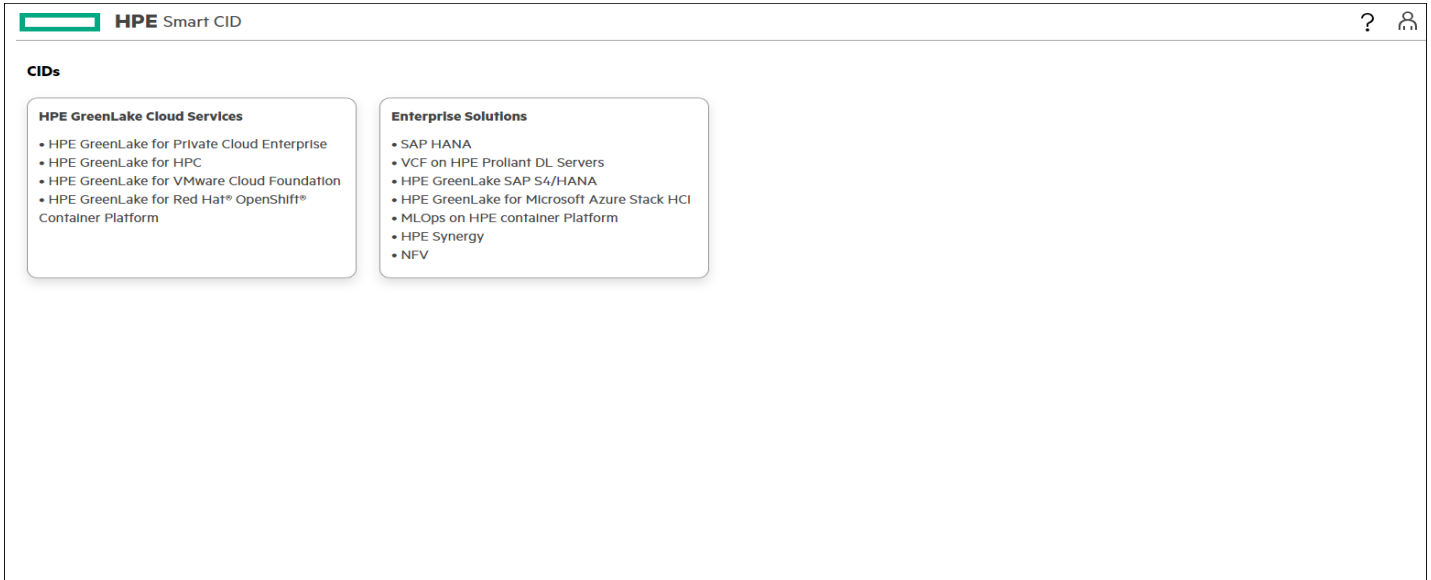 HPE Smart CID
?
CIDs
HPE GreenLake Cloud Services
• HPE GreenLake for Private Cloud Enterprise
• HPE GreenLake for HPC
• HPE GreenLake for VMware Cloud Foundation
• HPE GreenLake for Red Hat® OpenShift®
Container Platform
Enterprise Solutions
• SAP HANA
• VCF on HPE Proliant DL Servers
• HPE GreenLake SAP S4/HANA
• HPE GreenLake for Microsoft Azure Stack HCI
• MLOps on HPE container Platform
• HPE Synergy
• NFV